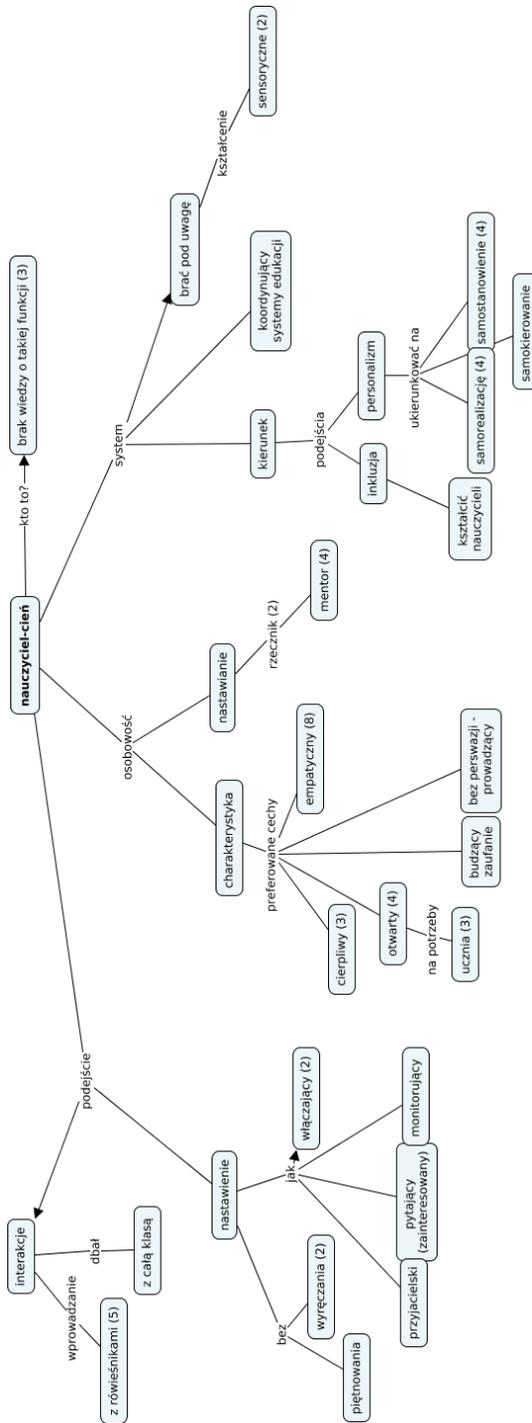 nauczyciel-cień
kto to?
brak wiedzy o takiej funkcji (3)
podejście
interakcje
wprowadzanie
z rówieśnikami (5)
dbał
z całą klasą
nastawienie
bez
piętnowania
wyręczania (2)
jak
włączający (2)
przyjacielski
pytający
(zainteresowany)
monitorujący
osobowość
charakterystyka
preferowane cechy
cierpliwy (3)
otwarty (4)
na potrzeby
ucznia (3)
budzący
zaufanie
bez perswazji -
prowadzący
empatyczny (8)
nastawianie
rzecznik (2)
mentor (4)
system
kierunek
podejścia
inkluzja
kształcić
nauczycieli
personalizm
ukierunkować na
samorealizację (4)
samokierowanie
samostanowienie (4)
koordynujący
systemy edukacji
brać pod uwagę
kształcenie
sensoryczne (2)